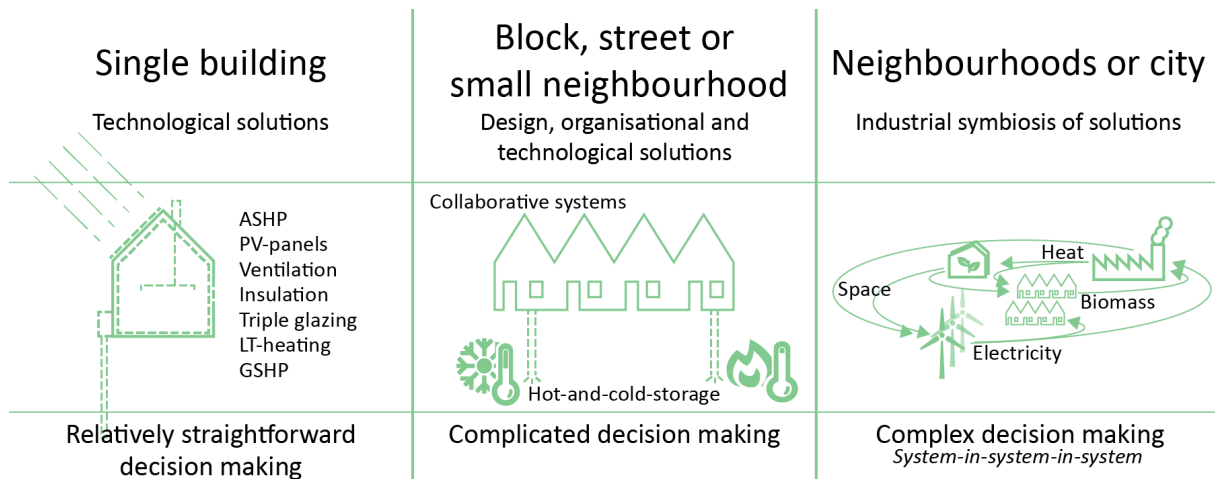 Single building
Technological solutions
ASHP
PV-panels
Ventilation
Insulation
Triple glazing
LT-heating
GSHP
Relatively straightforward
decision making
Block, street or
small neighbourhood
Design, organisational and
technological solutions
Collaborative systems
Hot-and-cold-storage
Complicated decision making
Neighbourhoods or city
Industrial symbiosis of solutions
Heat
Space
Biomass
Electricity
Complex decision making
System-in-system-in-system